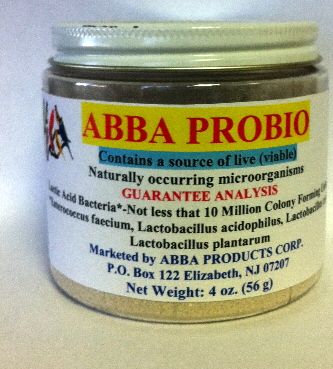 ABBA PROBIO
Contains a source of live (viable)
Naturally occurring microorganisms
GUARANTEE ANALYSIS
Lactic Acid Bacteria*-Not less that 10 Million Colony Forming
*Enterococcus faecium, Lactobacillus acidophilus, Lactobacillus
Lactobacillus plantarum
Marketed by ABBA PRODUCTS CORP.
P.O. Box 122 Elizabeth, NJ 07207
Net Weight: 4 oz. (56 g)